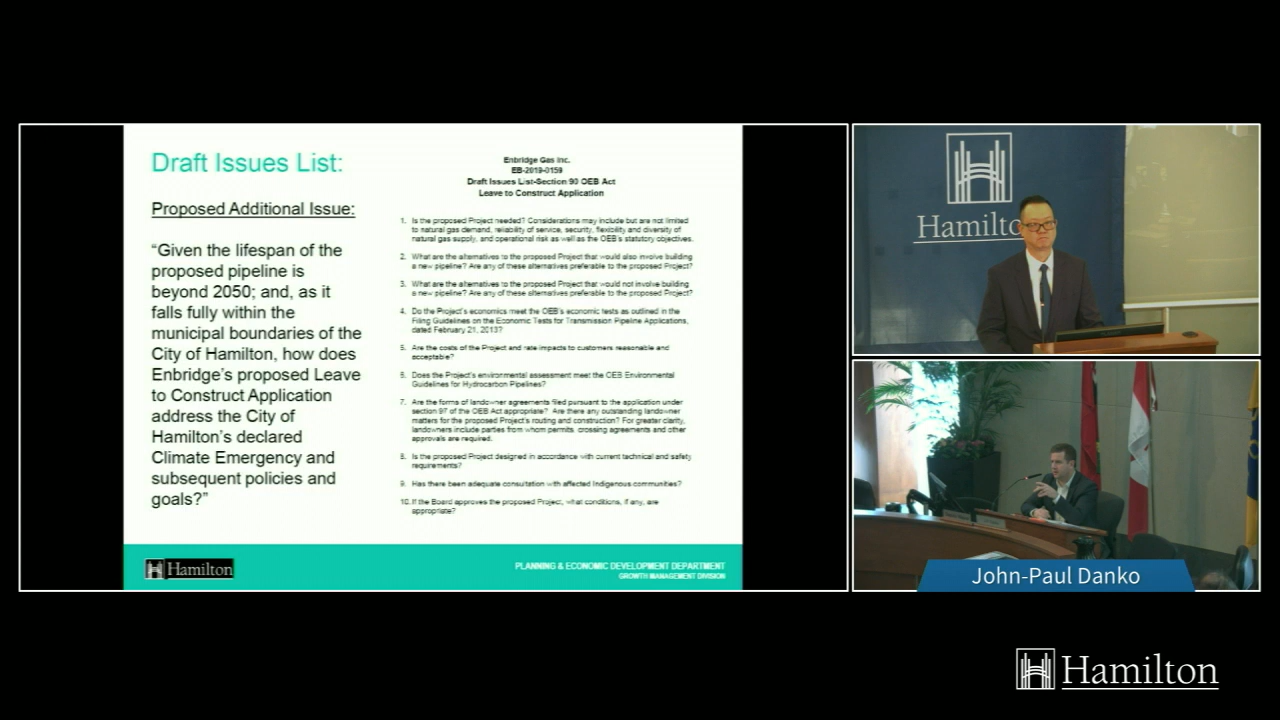 Draft Issues List:
Proposed Additional Issue:
“Given the lifespan of the
proposed pipeline is
beyond 2050; and, as it
falls fully within the
municipal boundaries of the
City of Hamilton, how does
Enbridge’s proposed Leave
to Construct Application
address the City of
Hamilton’s declared
Climate Emergency and
subsequent policies and
goals?”
Enbridge Gas Inc.
EB-2019-0159
Draft Issues List-Section 90 OEB Act
Leave to Construct Application
1. Is the proposed Project needed? Considerations may include but are not limited
to natural gas demand, reliability of service, security, flexibility and diversity of
natural gas supply, and operational risk as well as the OEB's statutory objectives.
2. What are the alternatives to the proposed Project that would also involve building
a new pipeline? Are any of these alternatives preferable to the proposed Project?
3. What are the alternatives to the proposed Project that would not involve building
a new pipeline? Are any of these alternatives preferable to the proposed Project?
4. Do the Project's economics meet the OEB's economic tests as outlined in the
Filing Guidelines on the Economic Tests for Transmission Pipeline Applications,
dated February 21, 2013?
5. Are the costs of the Project and rate impacts to customers reasonable and
acceptable?
6. Does the Project's environmental assessment meet the OEB Environmental
Guidelines for Hydrocarbon Pipelines?
7. Are the forms of landowner agreements filed pursuant to the application under
section 97 of the OEB Act appropriate? Are there any outstanding landowner
matters for the proposed Project's routing and construction? For greater clarity,
landowners include parties from whom permits, crossing agreements and other
approvals are required.
8. Is the proposed Project designed in accordance with current technical and safety
requirements?
9. Has there been adequate consultation with affected Indigenous communities?
10. If the Board approves the proposed Project, what conditions, if any, are
appropriate?
Hamilton
PLANNING & ECONOMIC DEVELOPMENT DEPARTMENT
GROWTH MANAGEMENT DIVISION
John-Paul Danko
Hamilton